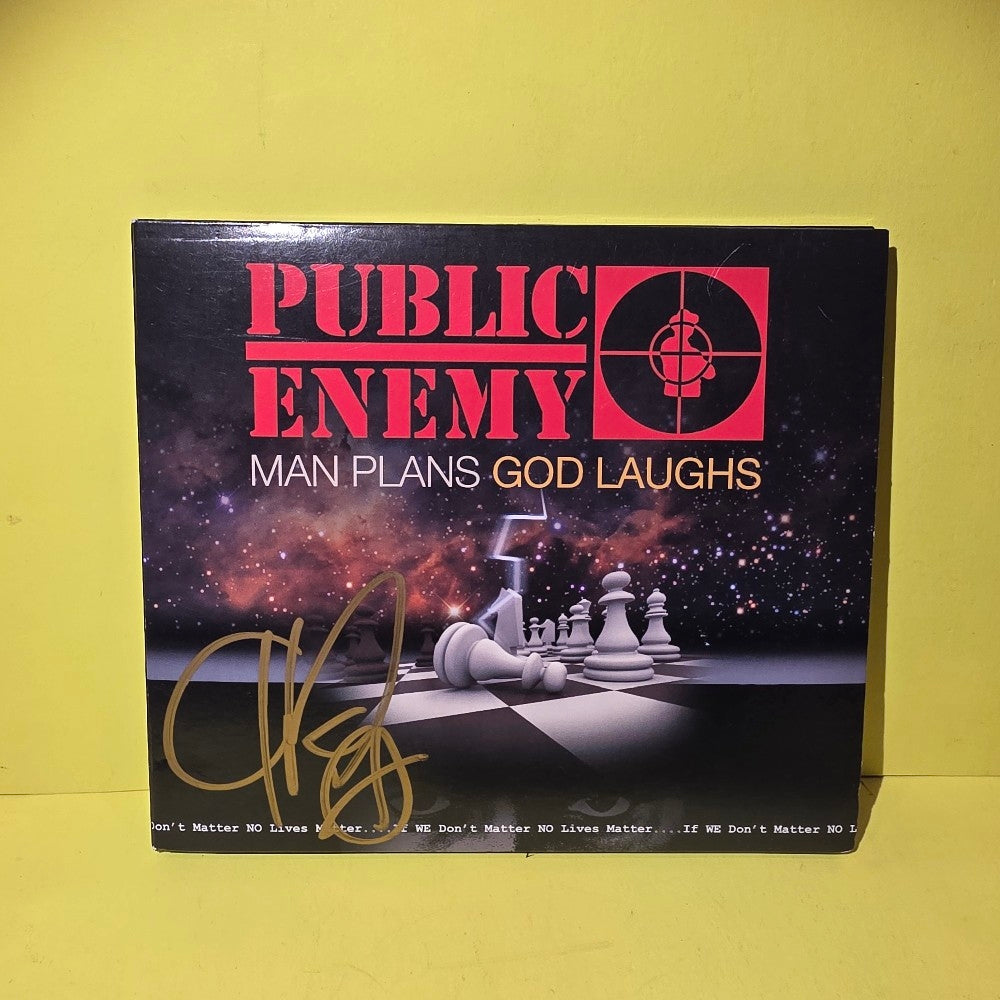 PUBLIC
ENEMY
MAN PLANS GOD LAUGHS
Don't Matter NO Lives Matter....If WE Don't Matter NO Lives Matter....If WE Don't Matter NO L